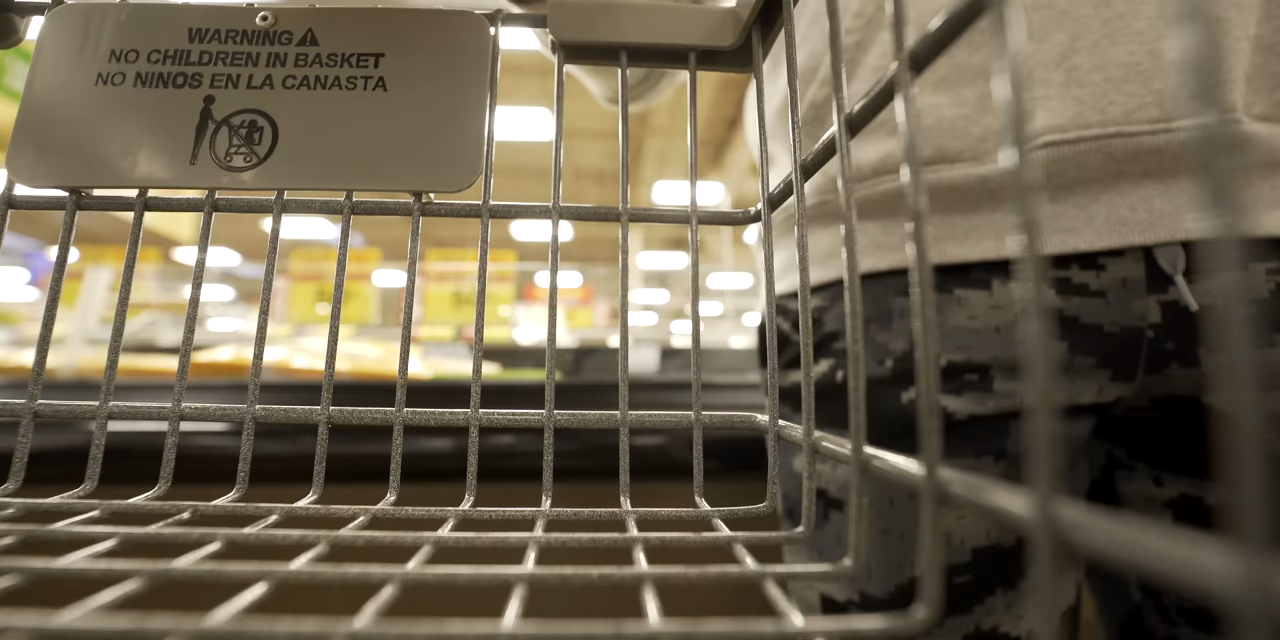 WARNING
NO CHILDREN IN BASKET
NO NINOS EN LA CANASTA